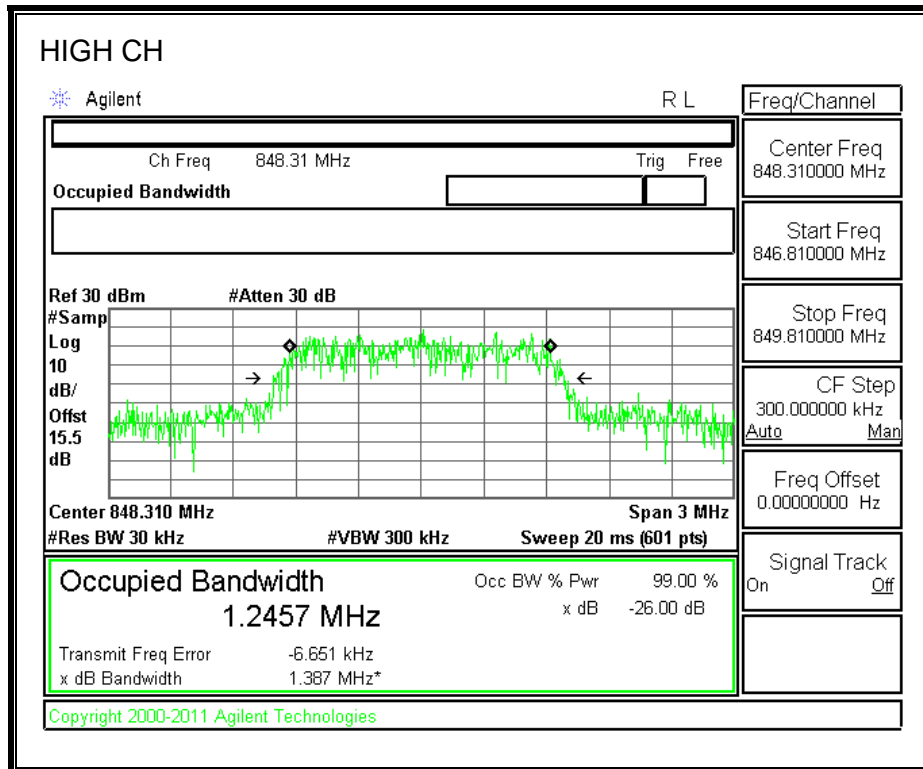 HIGH CH
Agilent R L
Freq/Channel
Ch Freq 848.31 MHz Trig Free
Occupied Bandwidth
Center Freq
848.310000 MHz
Start Freq
846.810000 MHz
Stop Freq
849.810000 MHz
CF Step
300.000000 kHz
Auto Man
Freq Offset
0.00000000 Hz
Signal Track
On Off
Ref 30 dBm #Atten 30 dB
#Samp
Log
10
dB/
Offst
15.5
dB
Center 848.310 MHz Span 3 MHz
#Res BW 30 kHz #VBW 300 kHz Sweep 20 ms (601 pts)
Occupied Bandwidth Occ BW % Pwr 99.00 %
1.2457 MHz x dB -26.00 dB
Transmit Freq Error -6.651 kHz
x dB Bandwidth 1.387 MHz*
Copyright 2000-2011 Agilent Technologies